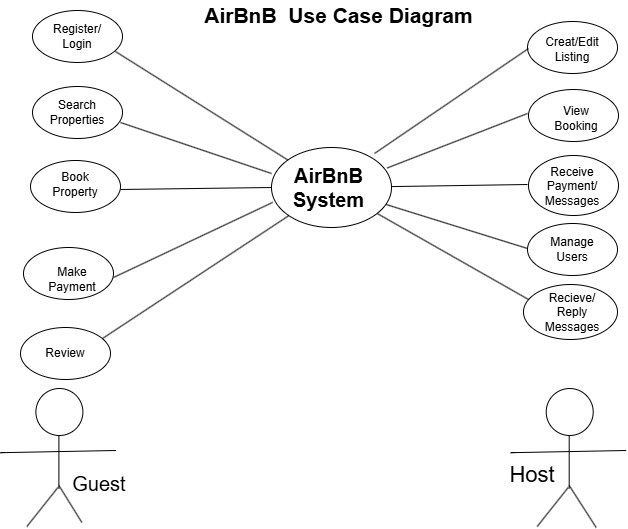 AirBnB  Use Case Diagram
Register/
Login
Search
Properties
Book
Property
Make
Payment
Review
AirBnB
System
Creat/Edit
Listing
View
Booking
Receive
Payment/
Messages
Manage
Users
Recieve/
Reply
Messages
Guest
Host